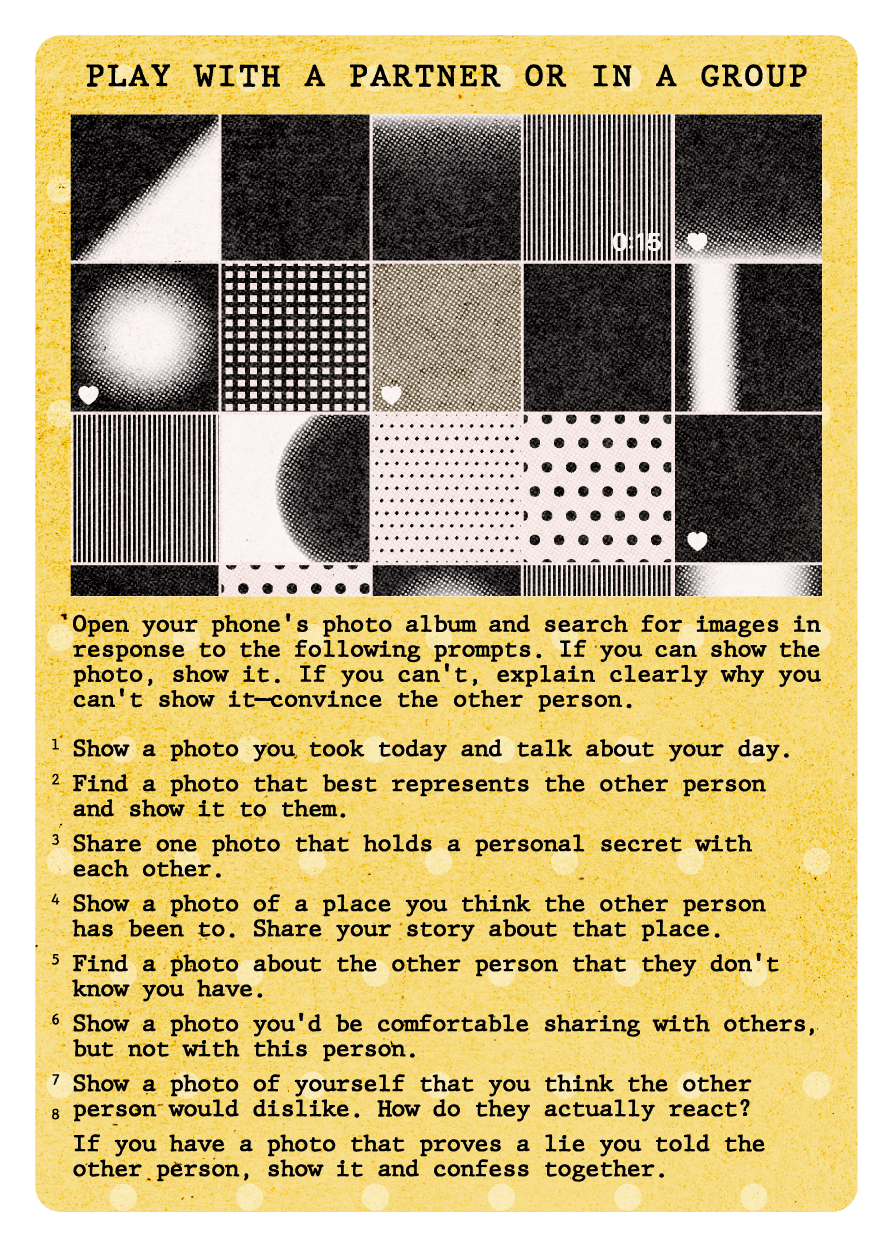 PLAY WITH A PARTNER OR IN A GROUP
0:15
Open your phone's photo album and search for images in
response to the following prompts. If you can show the
photo, show it. If you can't, explain clearly why you
can't show it—convince the other person.
1 Show a photo you took today and talk about your day.
2 Find a photo that best represents the other person
and show it to them.
3 Share one photo that holds a personal secret with
each other.
4 Show a photo of a place you think the other person
has been to. Share your story about that place.
5 Find a photo about the other person that they don't
know you have.
6 Show a photo you'd be comfortable sharing with others,
but not with this person.
7 Show a photo of yourself that you think the other
8 person would dislike. How do they actually react?
If you have a photo that proves a lie you told the
other person, show it and confess together.